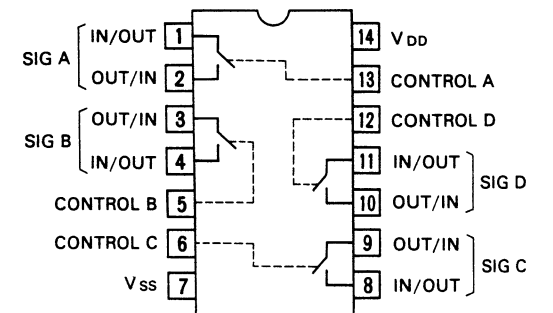 SIG A
IN/OUT 1
OUT/IN 2
SIG B
OUT/IN 3
IN/OUT 4
CONTROL B 5
CONTROL C 6
VSS 7
14 VDD
13 CONTROL A
12 CONTROL D
11 IN/OUT
10 OUT/IN
SIG D
9 OUT/IN
8 IN/OUT
SIG C